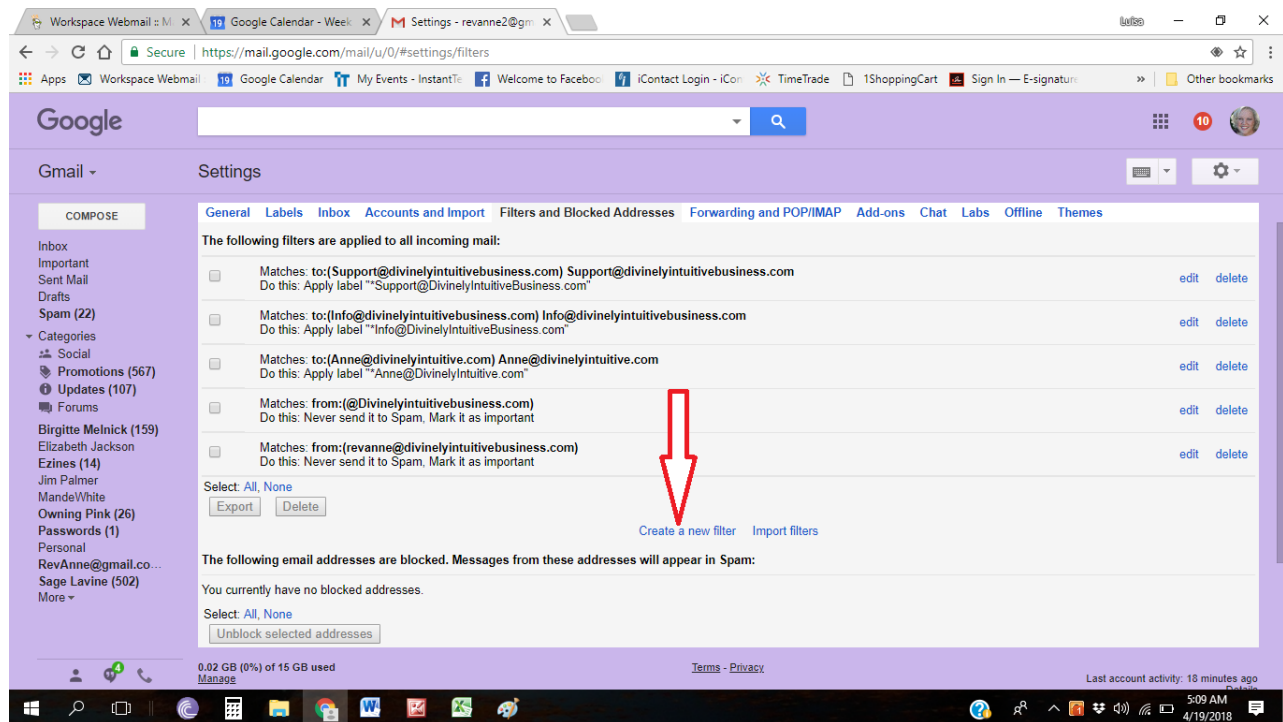 Workspace Webmail :: M
19 Google Calendar - Week
Settings - revanne2@gm
Luisa
Secure https://mail.google.com/mail/u/0/#settings/filters
Apps Workspace Webmail 19 Google Calendar My Events - InstantTe Welcome to Facebook iContact Login - iCon TimeTrade 1ShoppingCart Sign In — E-signature » Other bookmarks
Google
10
Gmail
Settings
COMPOSE
Inbox
Important
Sent Mail
Drafts
Spam (22)
Categories
Social
Promotions (567)
Updates (107)
Forums
Birgitte Melnick (159)
Elizabeth Jackson
Ezines (14)
Jim Palmer
MandeWhite
Owning Pink (26)
Passwords (1)
Personal
RevAnne@gmail.co...
Sage Lavine (502)
More
4
General Labels Inbox Accounts and Import Filters and Blocked Addresses Forwarding and POP/IMAP Add-ons Chat Labs Offline Themes
The following filters are applied to all incoming mail:
Matches: to:(Support@divinelyintuitivebusiness.com) Support@divinelyintuitivebusiness.com
Do this: Apply label "*Support@DivinelyIntuitiveBusiness.com"
edit delete
Matches: to:(Info@divinelyintuitivebusiness.com) Info@divinelyintuitivebusiness.com
Do this: Apply label "*Info@DivinelyIntuitiveBusiness.com"
edit delete
Matches: to:(Anne@divinelyintuitive.com) Anne@divinelyintuitive.com
Do this: Apply label "*Anne@DivinelyIntuitive.com"
edit delete
Matches: from:(@Divinelyintuitivebusiness.com)
Do this: Never send it to Spam, Mark it as important
edit delete
Matches: from:(revanne@divinelyintuitivebusiness.com)
Do this: Never send it to Spam, Mark it as important
edit delete
Select: All, None
Export Delete
Create a new filter Import filters
The following email addresses are blocked. Messages from these addresses will appear in Spam:
You currently have no blocked addresses.
Select: All, None
Unblock selected addresses
0.02 GB (0%) of 15 GB used
Manage
Terms - Privacy
Last account activity: 18 minutes ago
Details
5:09 AM
4/19/2018